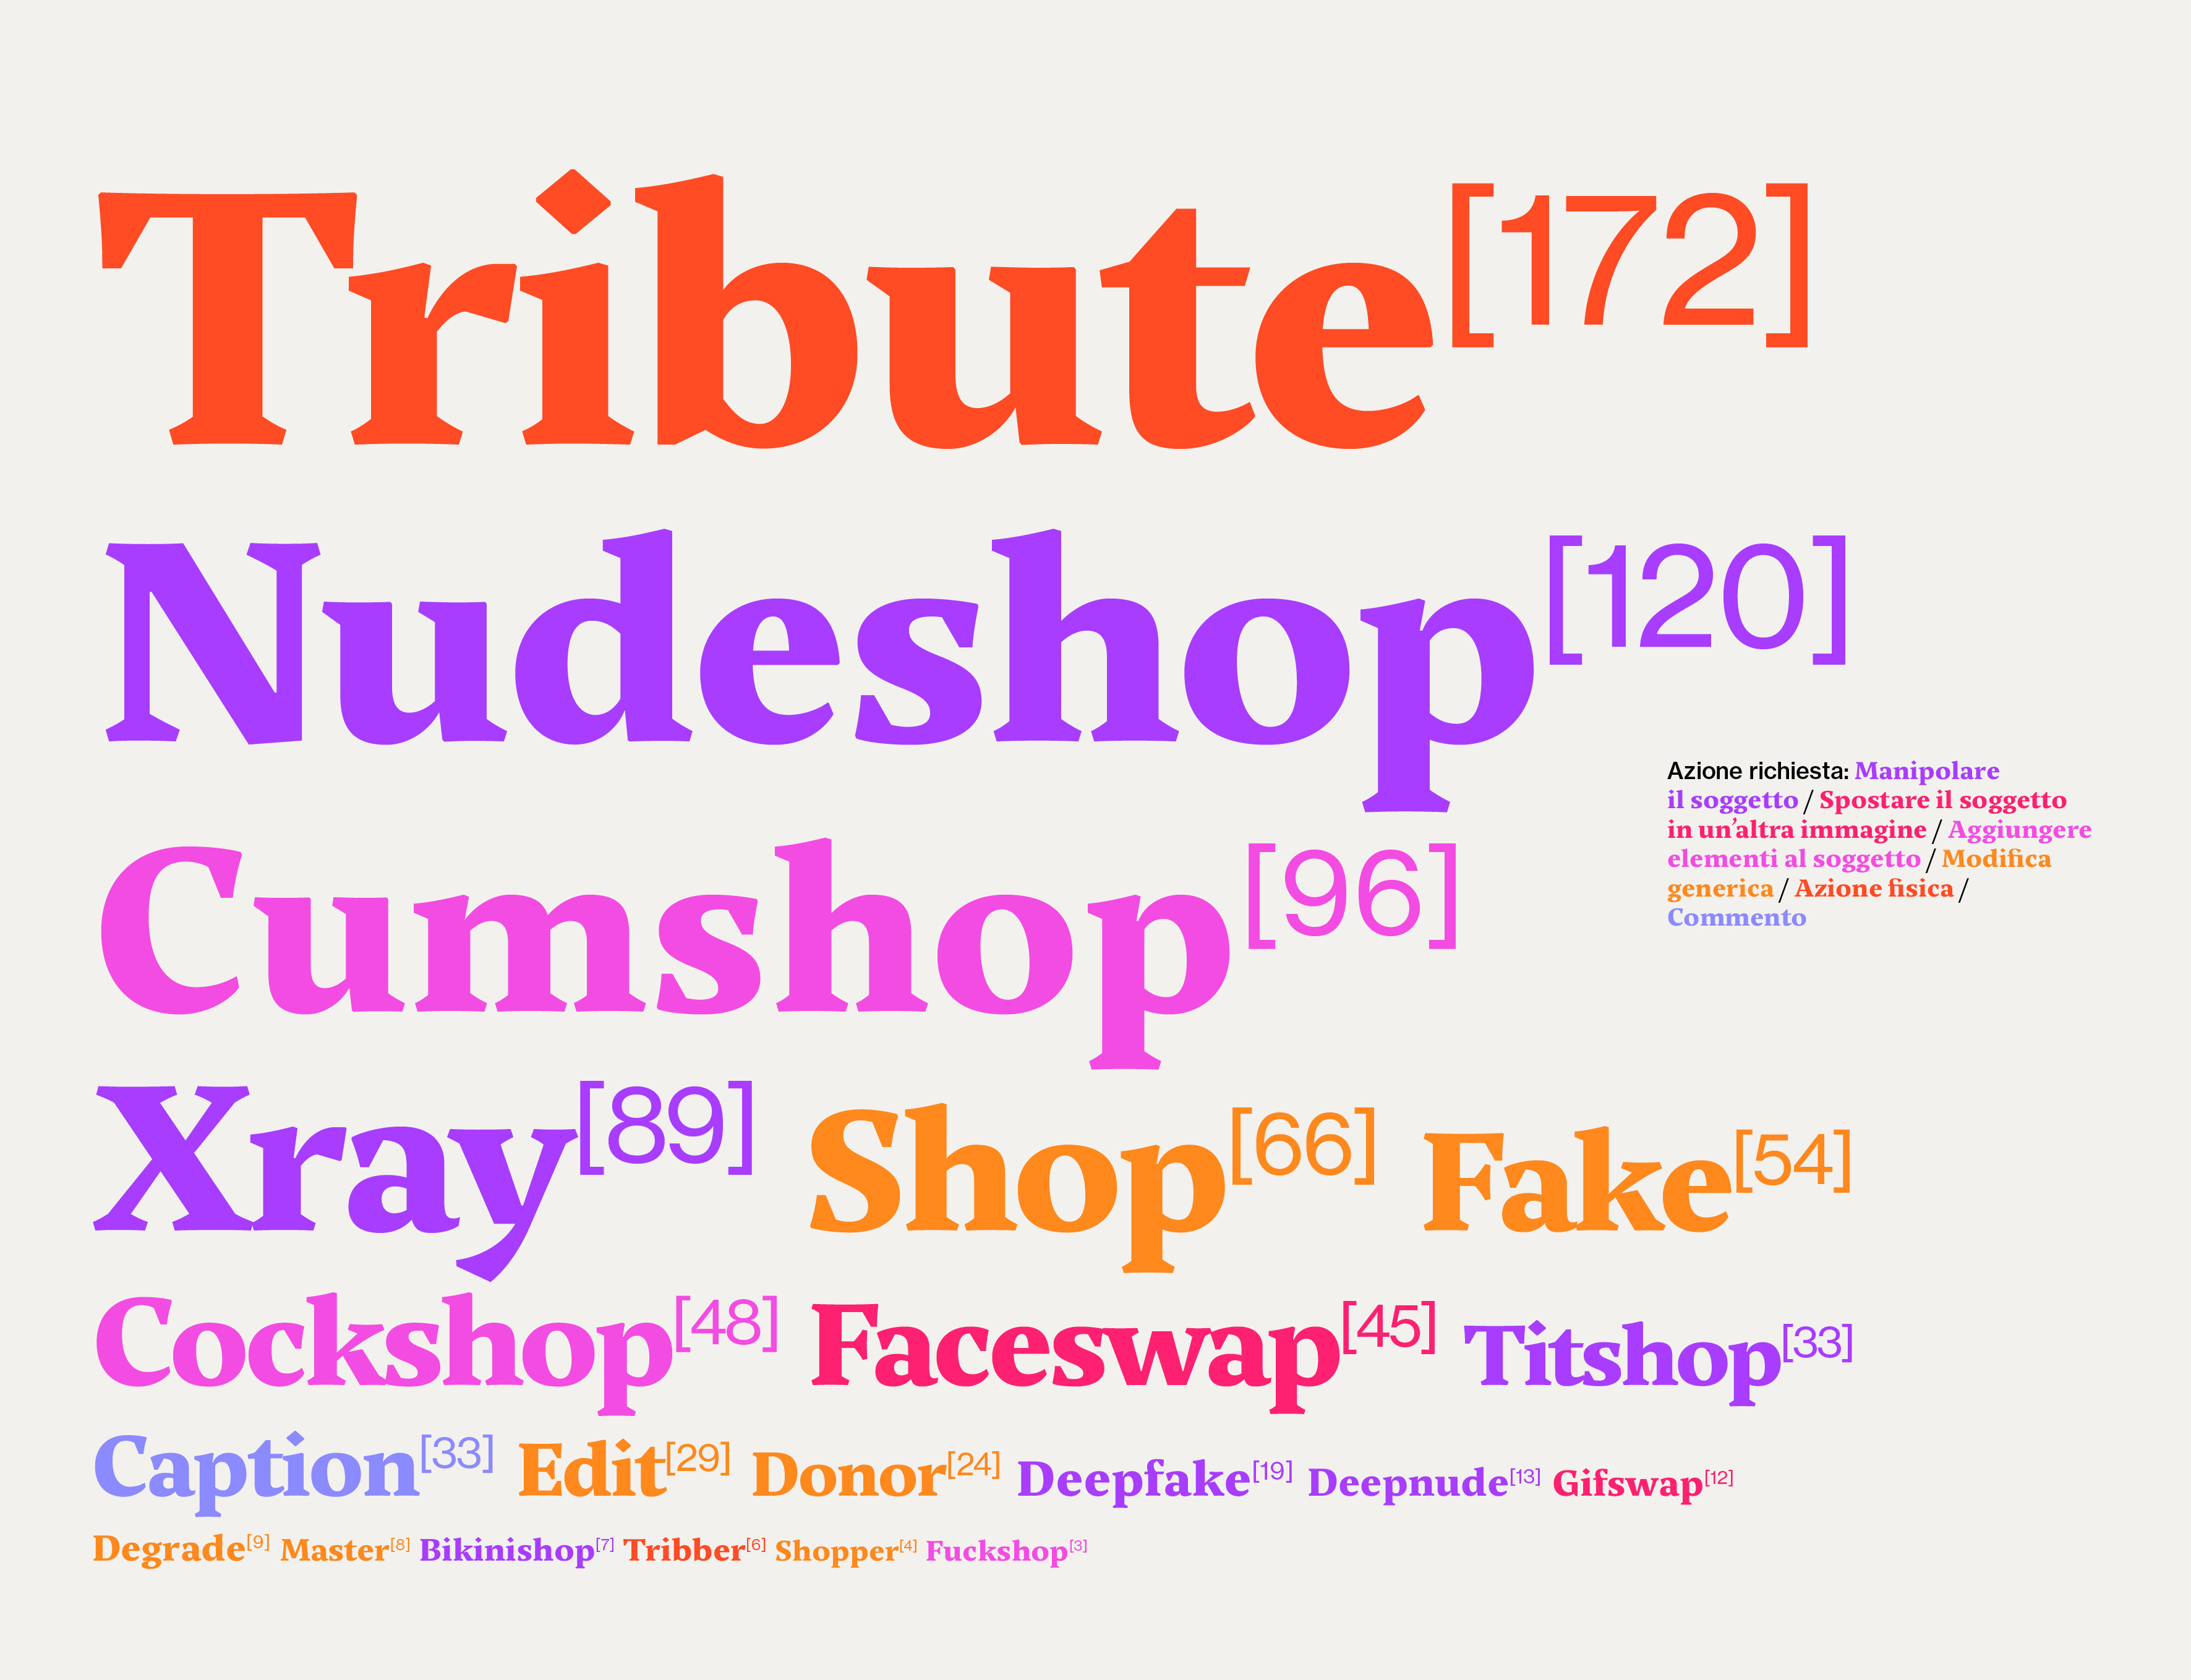 Tribute[172]
Nudeshop[120]
Azione richiesta: Manipolare
il soggetto / Spostare il soggetto
in un’altra immagine / Aggiungere
elementi al soggetto / Modifica
generica / Azione fisica /
Commento
Cumshop[96]
Xray[89] Shop[66] Fake[54]
Cockshop[48] Faceswap[45] Titshop[33]
Caption[33] Edit[29] Donor[24] Deepfake[19] Deepnude[13] Gifswap[12]
Degrade[9] Master[8] Bikinishop[7] Tribber[6] Shopper[4] Fuckshop[3]